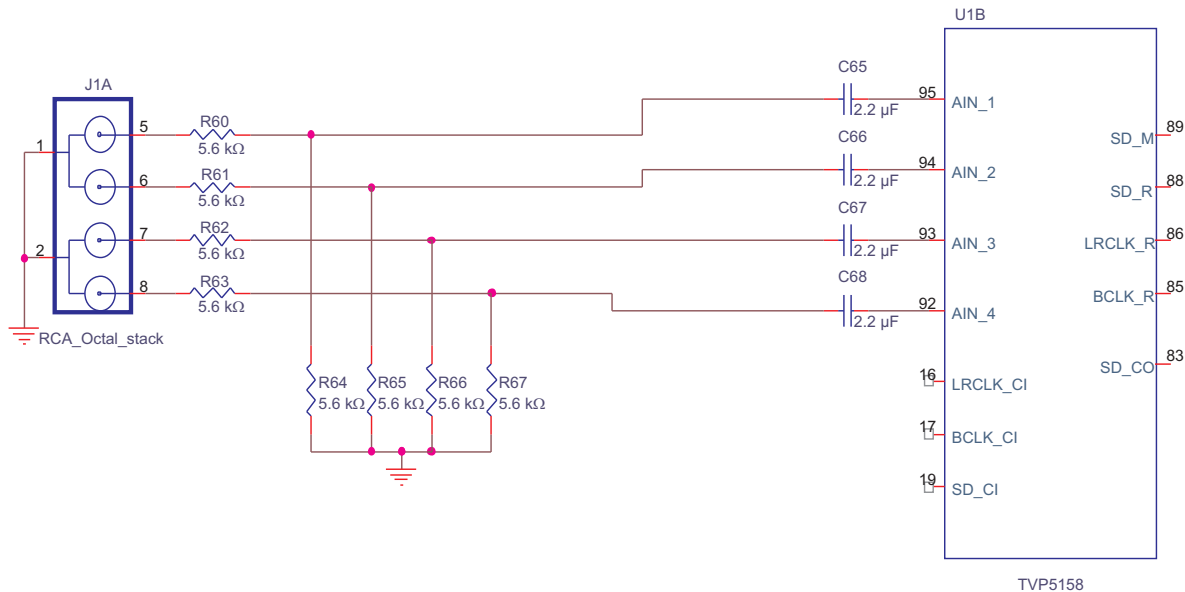 U1B
J1A
1
2
5
6
7
8
RCA_Octal_stack
R60
5.6 kΩ
R61
5.6 kΩ
R62
5.6 kΩ
R63
5.6 kΩ
R64
5.6 kΩ
R65
5.6 kΩ
R66
5.6 kΩ
R67
5.6 kΩ
C65
2.2 µF
C66
2.2 µF
C67
2.2 µF
C68
2.2 µF
95 AIN_1
94 AIN_2
93 AIN_3
92 AIN_4
16 LRCLK_CI
17 BCLK_CI
19 SD_CI
SD_M 89
SD_R 88
LRCLK_R 86
BCLK_R 85
SD_CO 83
TVP5158